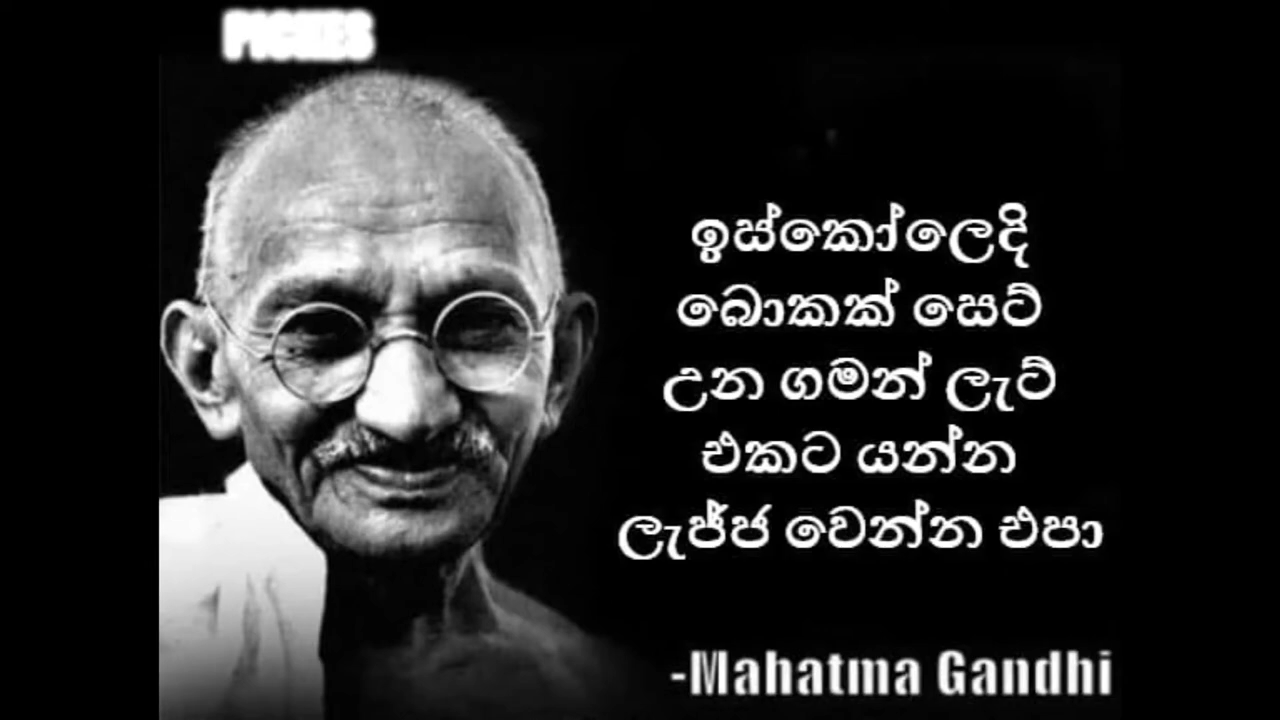 ඉස්කෝලෙදි
බොකක් සෙට්
උන ගමන් ලැට්
එකට යන්න
ලැජ්ජ වෙන්න එපා
-Mahatma Gandhi